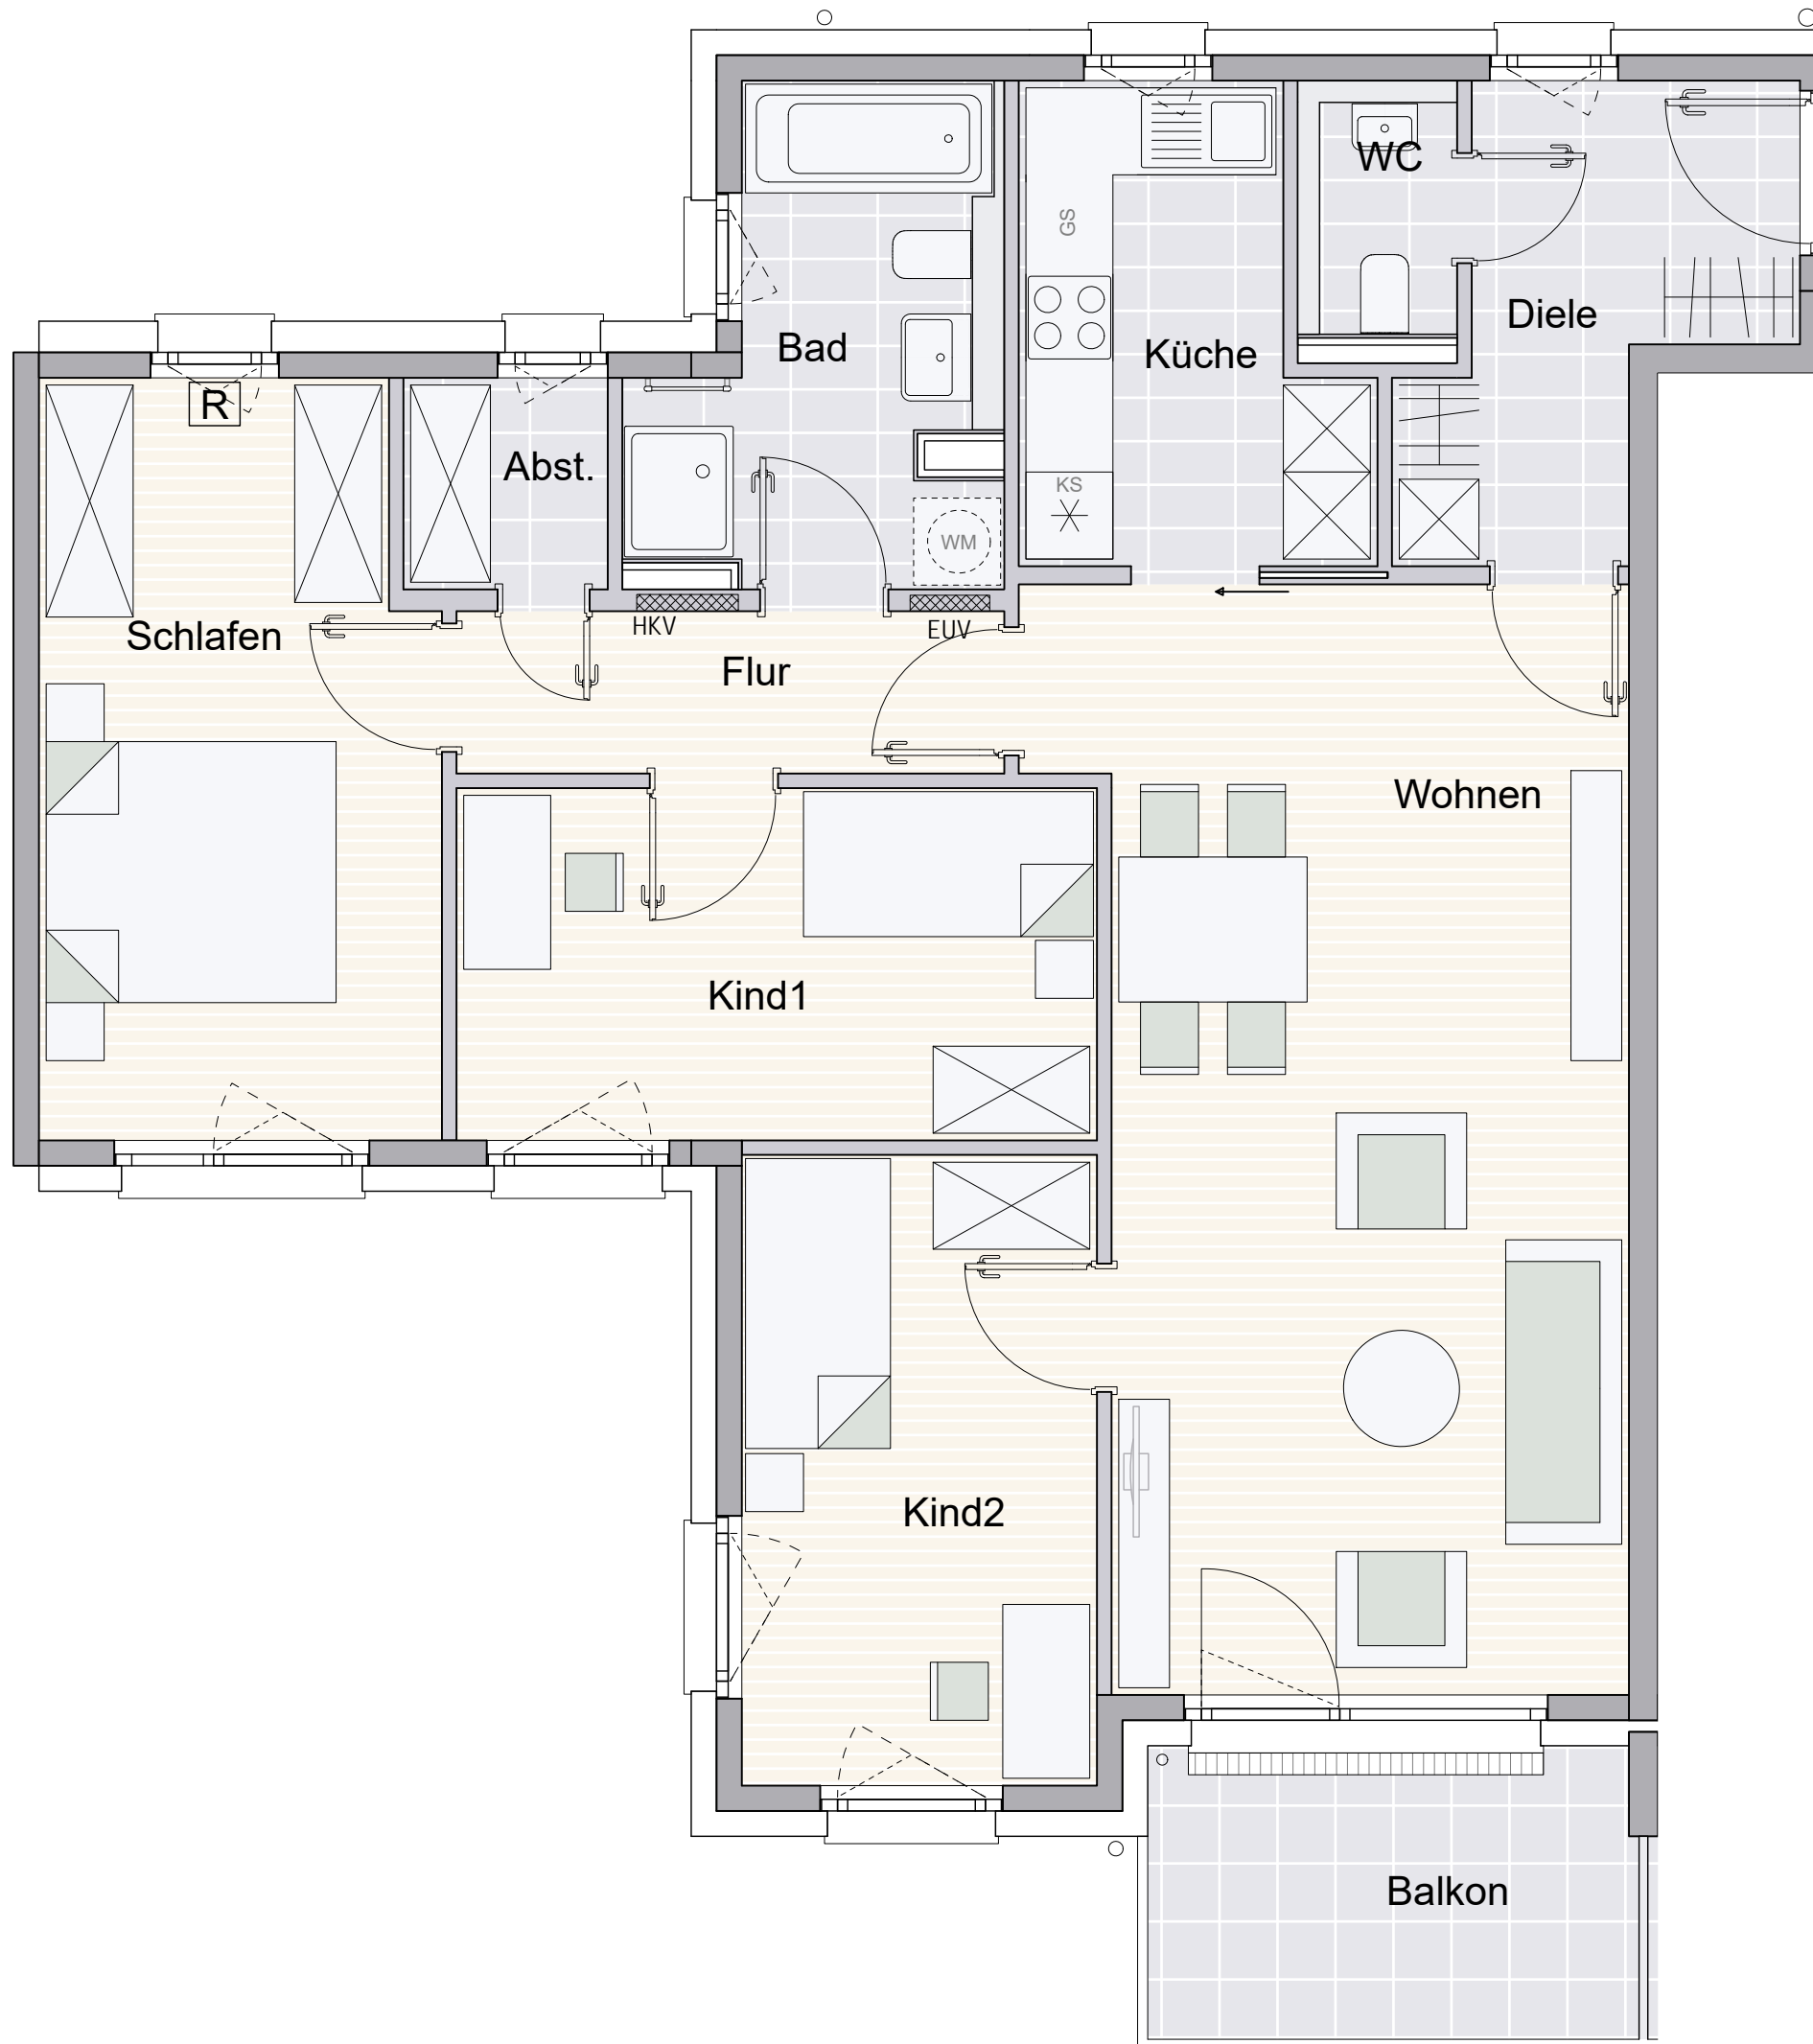 WC
GS
Diele
Bad
Küche
R
Abst.
KS
WM
HKV
EUV
Schlafen
Flur
Wohnen
Kind1
Kind2
Balkon